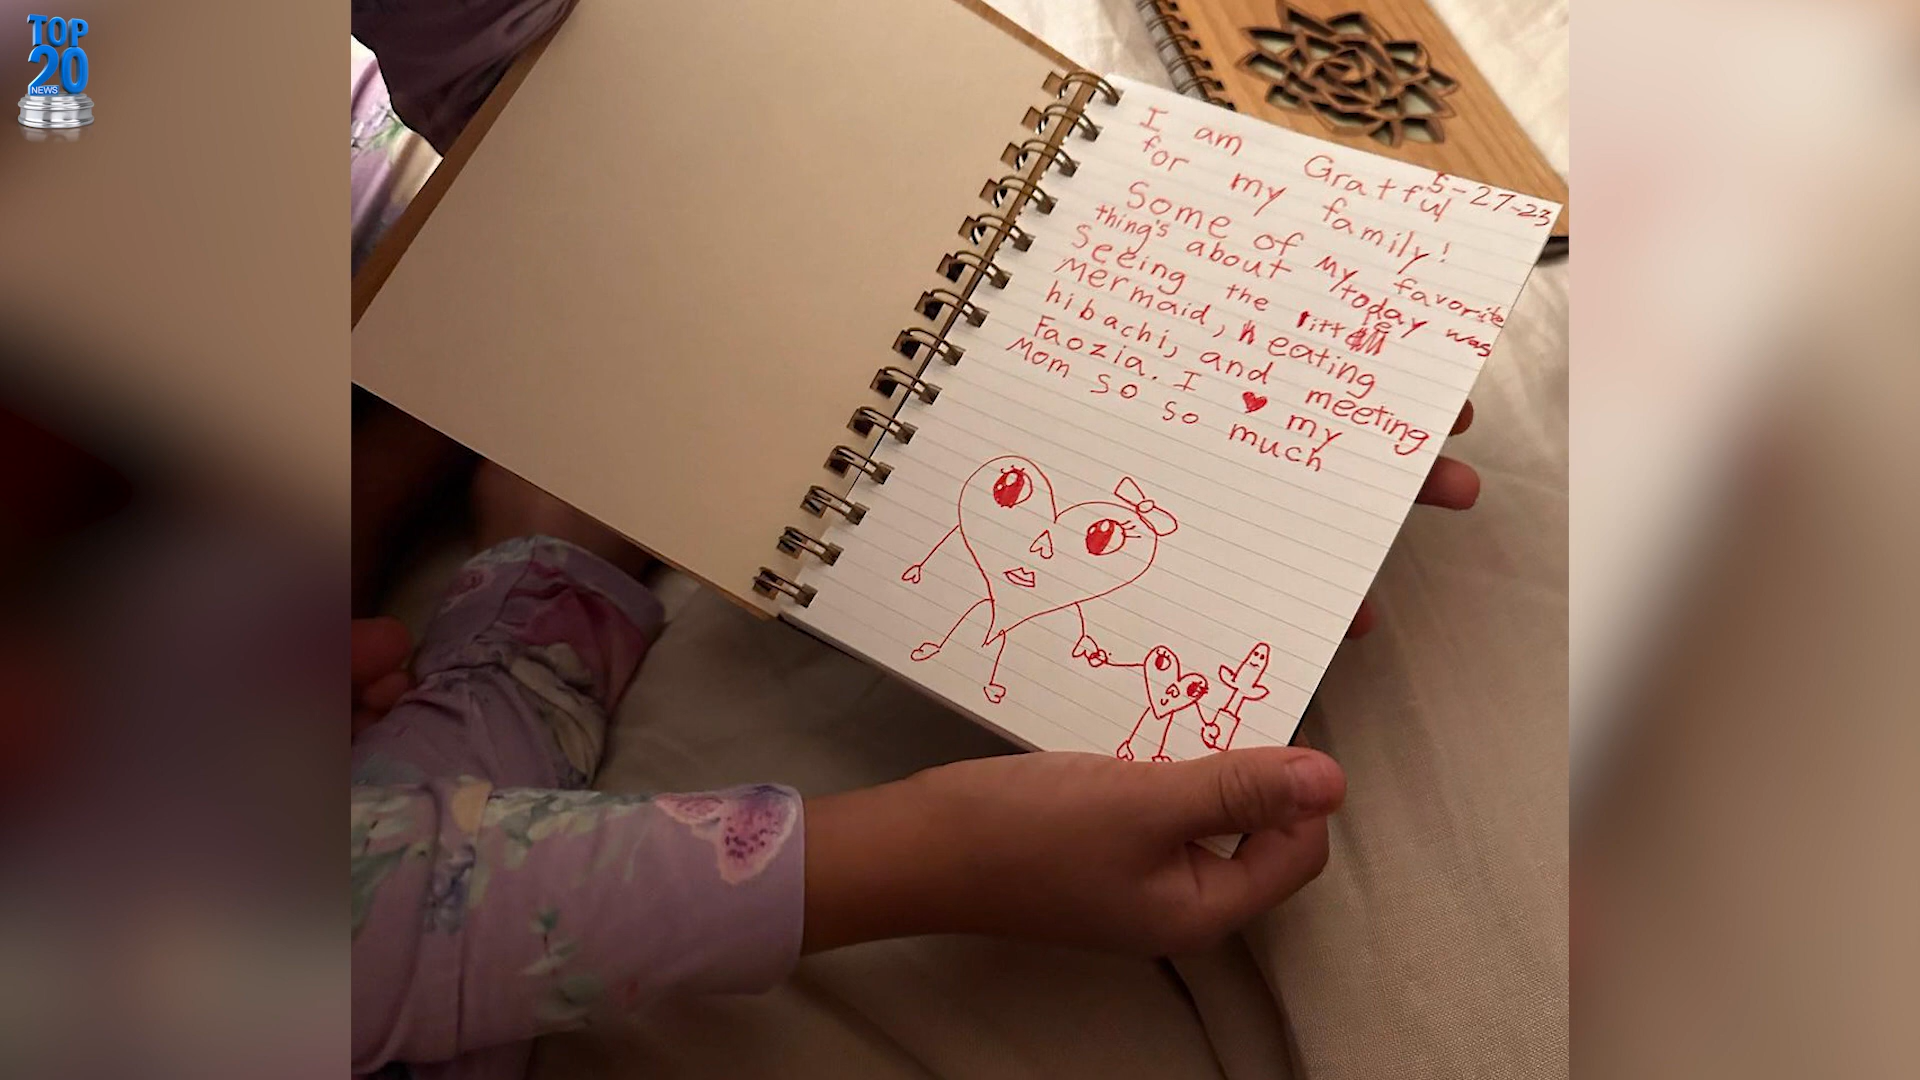 TOP
20
NEWS
5-27-23
I am Gratful
for my family!
Some of My favorite
thing's about today was
Seeing the little
Mermaid, eating
hibachi, and meeting
Faozia. I ♥ my
Mom so so much